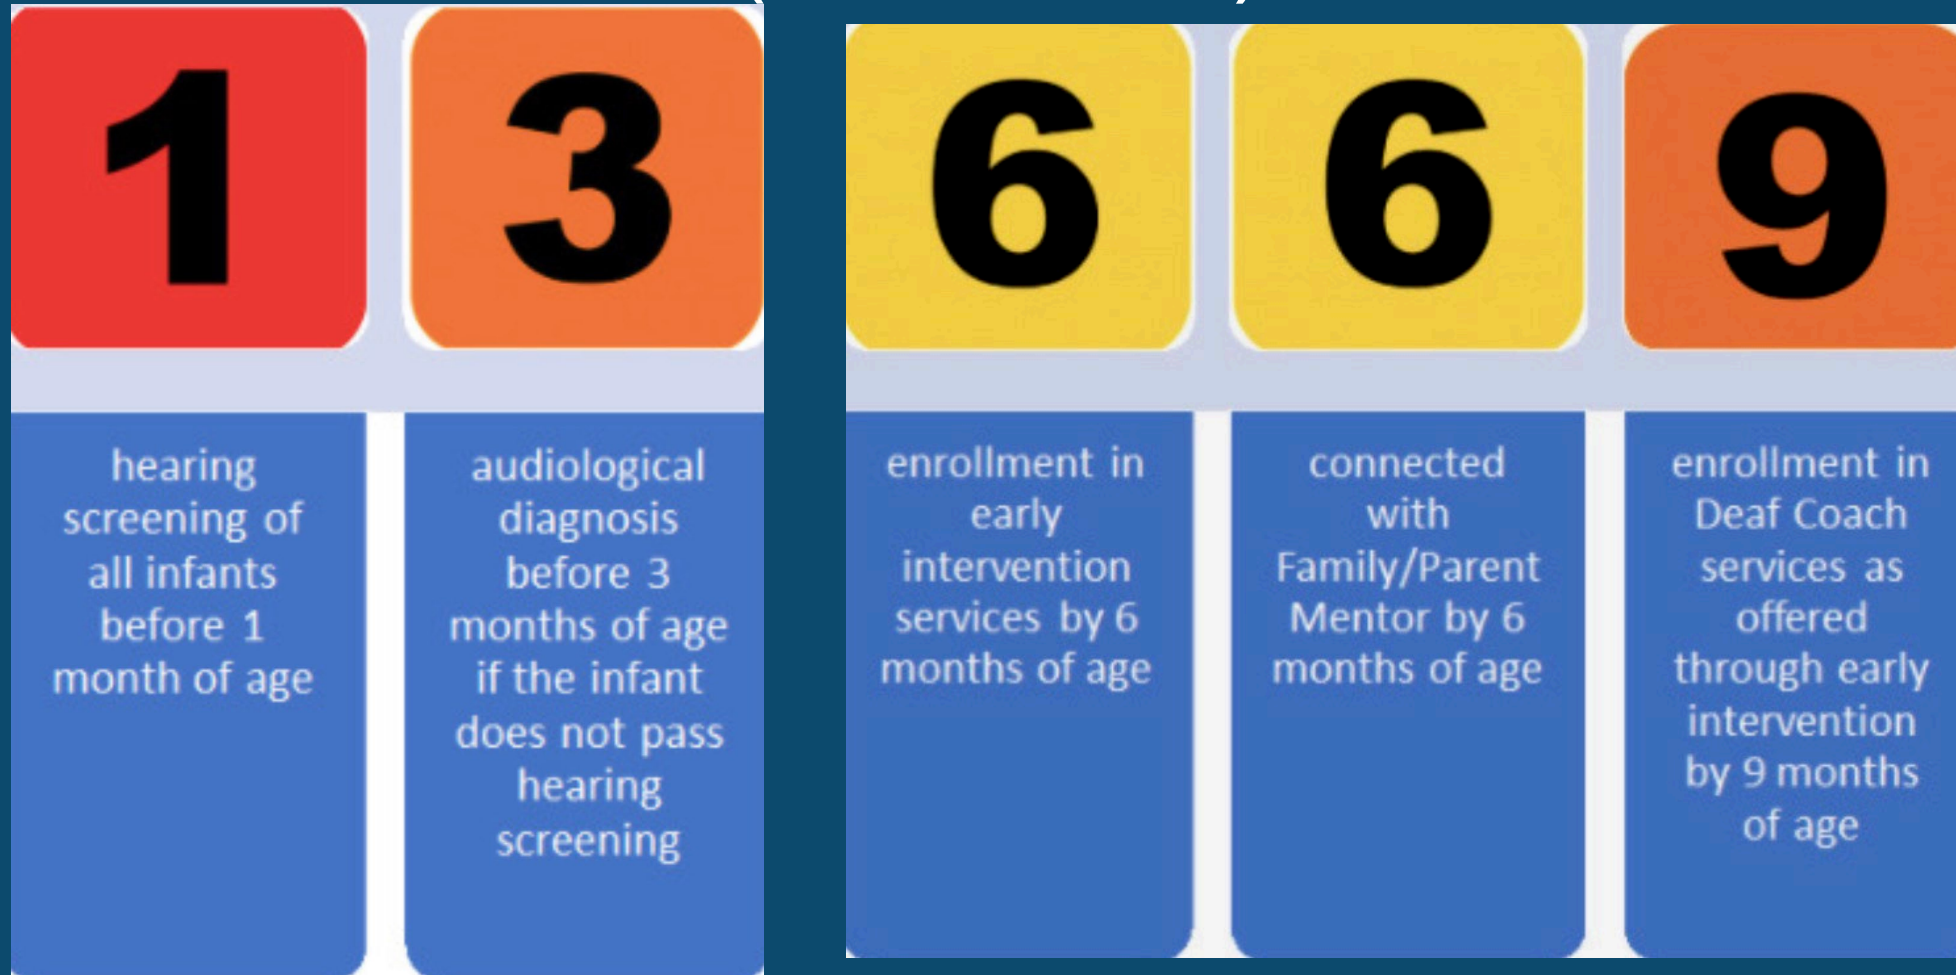 1
hearing
screening of
all infants
before 1
month of age
3
audiological
diagnosis
before 3
months of age
if the infant
does not pass
hearing
screening
6
enrollment in
early
intervention
services by 6
months of age
6
connected
with
Family/Parent
Mentor by 6
months of age
9
enrollment in
Deaf Coach
services as
offered
through early
intervention
by 9 months
of age